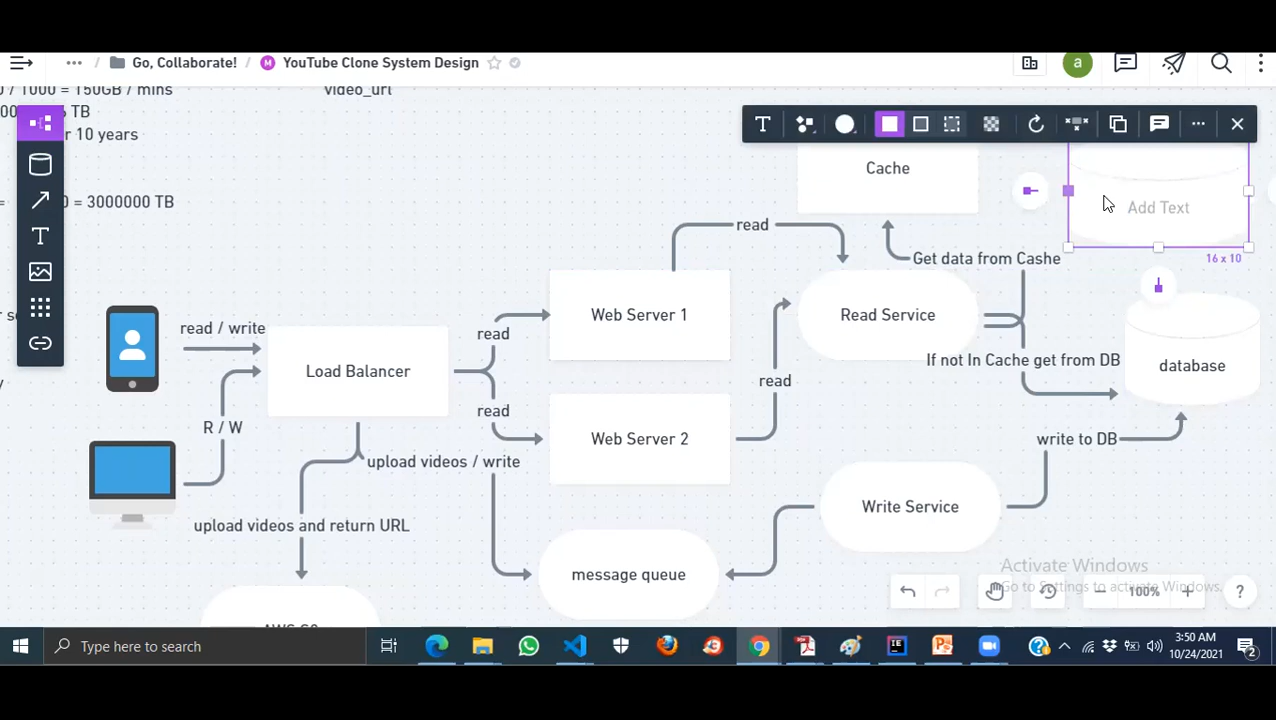 ... / Go, Collaborate! / M YouTube Clone System Design
a
/ 1000 = 150GB / mins
TB
r 10 years
= 3000000 TB
video_url
T
T
Cache
Add Text
16 x 10
read
Get data from Cashe
Web Server 1
Read Service
read / write
read
Load Balancer
If not In Cache get from DB
database
read
read
R / W
Web Server 2
write to DB
upload videos / write
Write Service
upload videos and return URL
message queue
Activate Windows
Go to Settings to activate Windows.
100%
?
Type here to search
3:50 AM
10/24/2021
2